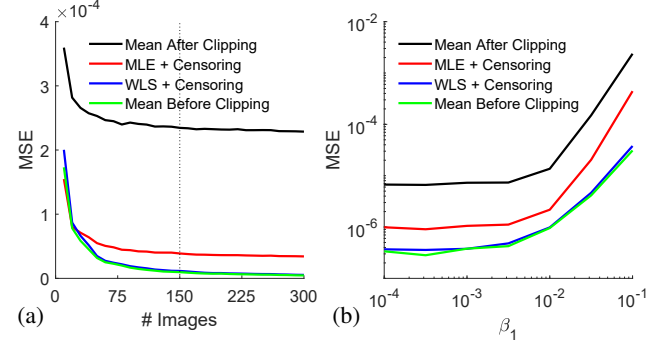 ×10⁻⁴
4
2
0
MSE
Mean After Clipping
MLE + Censoring
WLS + Censoring
Mean Before Clipping
0 75 150 225 300
# Images
(a)
10⁻²
10⁻⁴
10⁻⁶
MSE
Mean After Clipping
MLE + Censoring
WLS + Censoring
Mean Before Clipping
10⁻⁴ 10⁻³ 10⁻² 10⁻¹
β₁
(b)